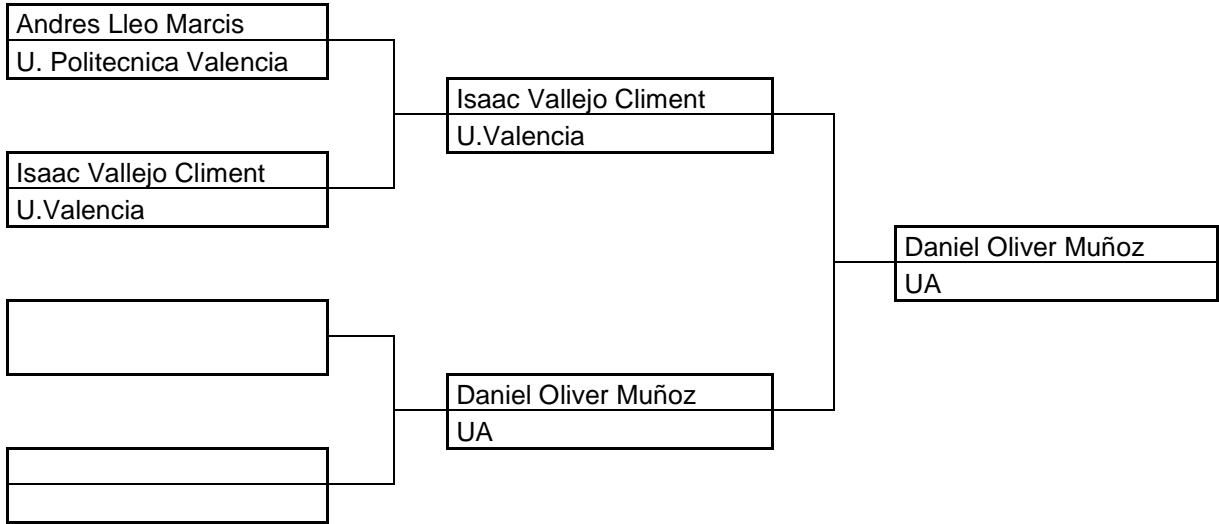 Andres Lleo Marcis
U. Politecnica Valencia
Isaac Vallejo Climent
U.Valencia
Isaac Vallejo Climent
U.Valencia
Daniel Oliver Muñoz
UA
Daniel Oliver Muñoz
UA